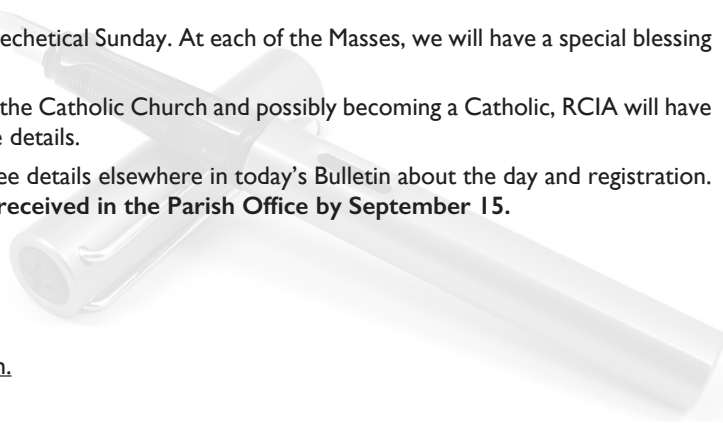 echetical Sunday. At each of the Masses, we will have a special blessing
the Catholic Church and possibly becoming a Catholic, RCIA will have
details.
ee details elsewhere in today's Bulletin about the day and registration.
received in the Parish Office by September 15.